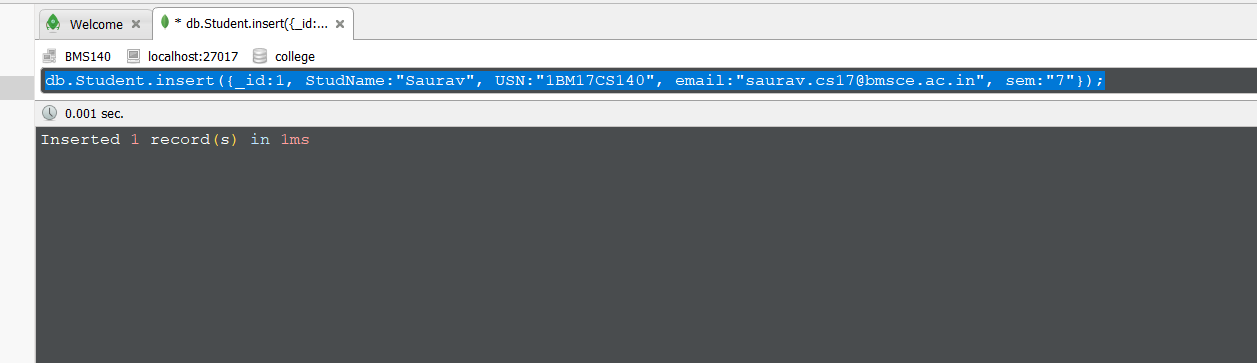 Welcome
* db.Student.insert({_id:...
BMS140 localhost:27017 college
db.Student.insert({_id:1, StudName:"Saurav", USN:"1BM17CS140", email:"saurav.cs17@bmsce.ac.in", sem:"7"});
0.001 sec.
Inserted 1 record(s) in 1ms